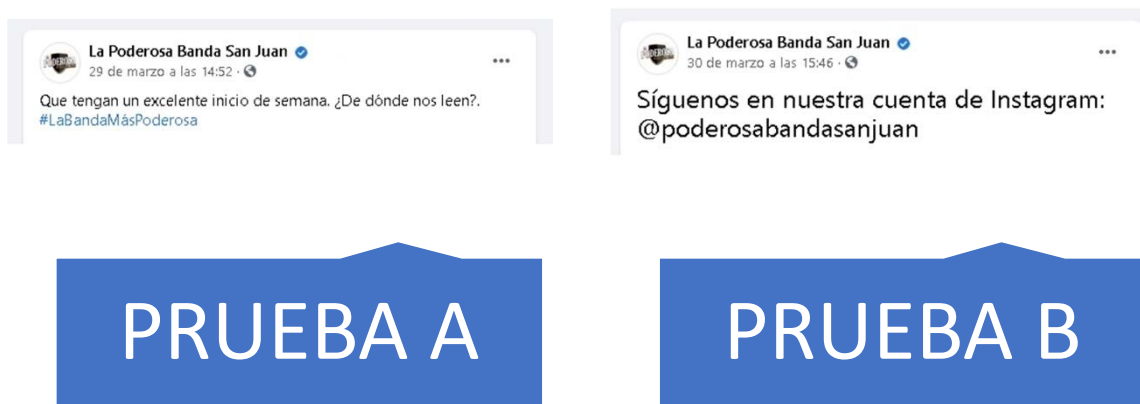 La Poderosa Banda San Juan
29 de marzo a las 14:52 ·
Que tengan un excelente inicio de semana. ¿De dónde nos leen?.
#LaBandaMásPoderosa
PRUEBA A
La Poderosa Banda San Juan
30 de marzo a las 15:46 ·
Síguenos en nuestra cuenta de Instagram:
@poderosabandasanjuan
PRUEBA B